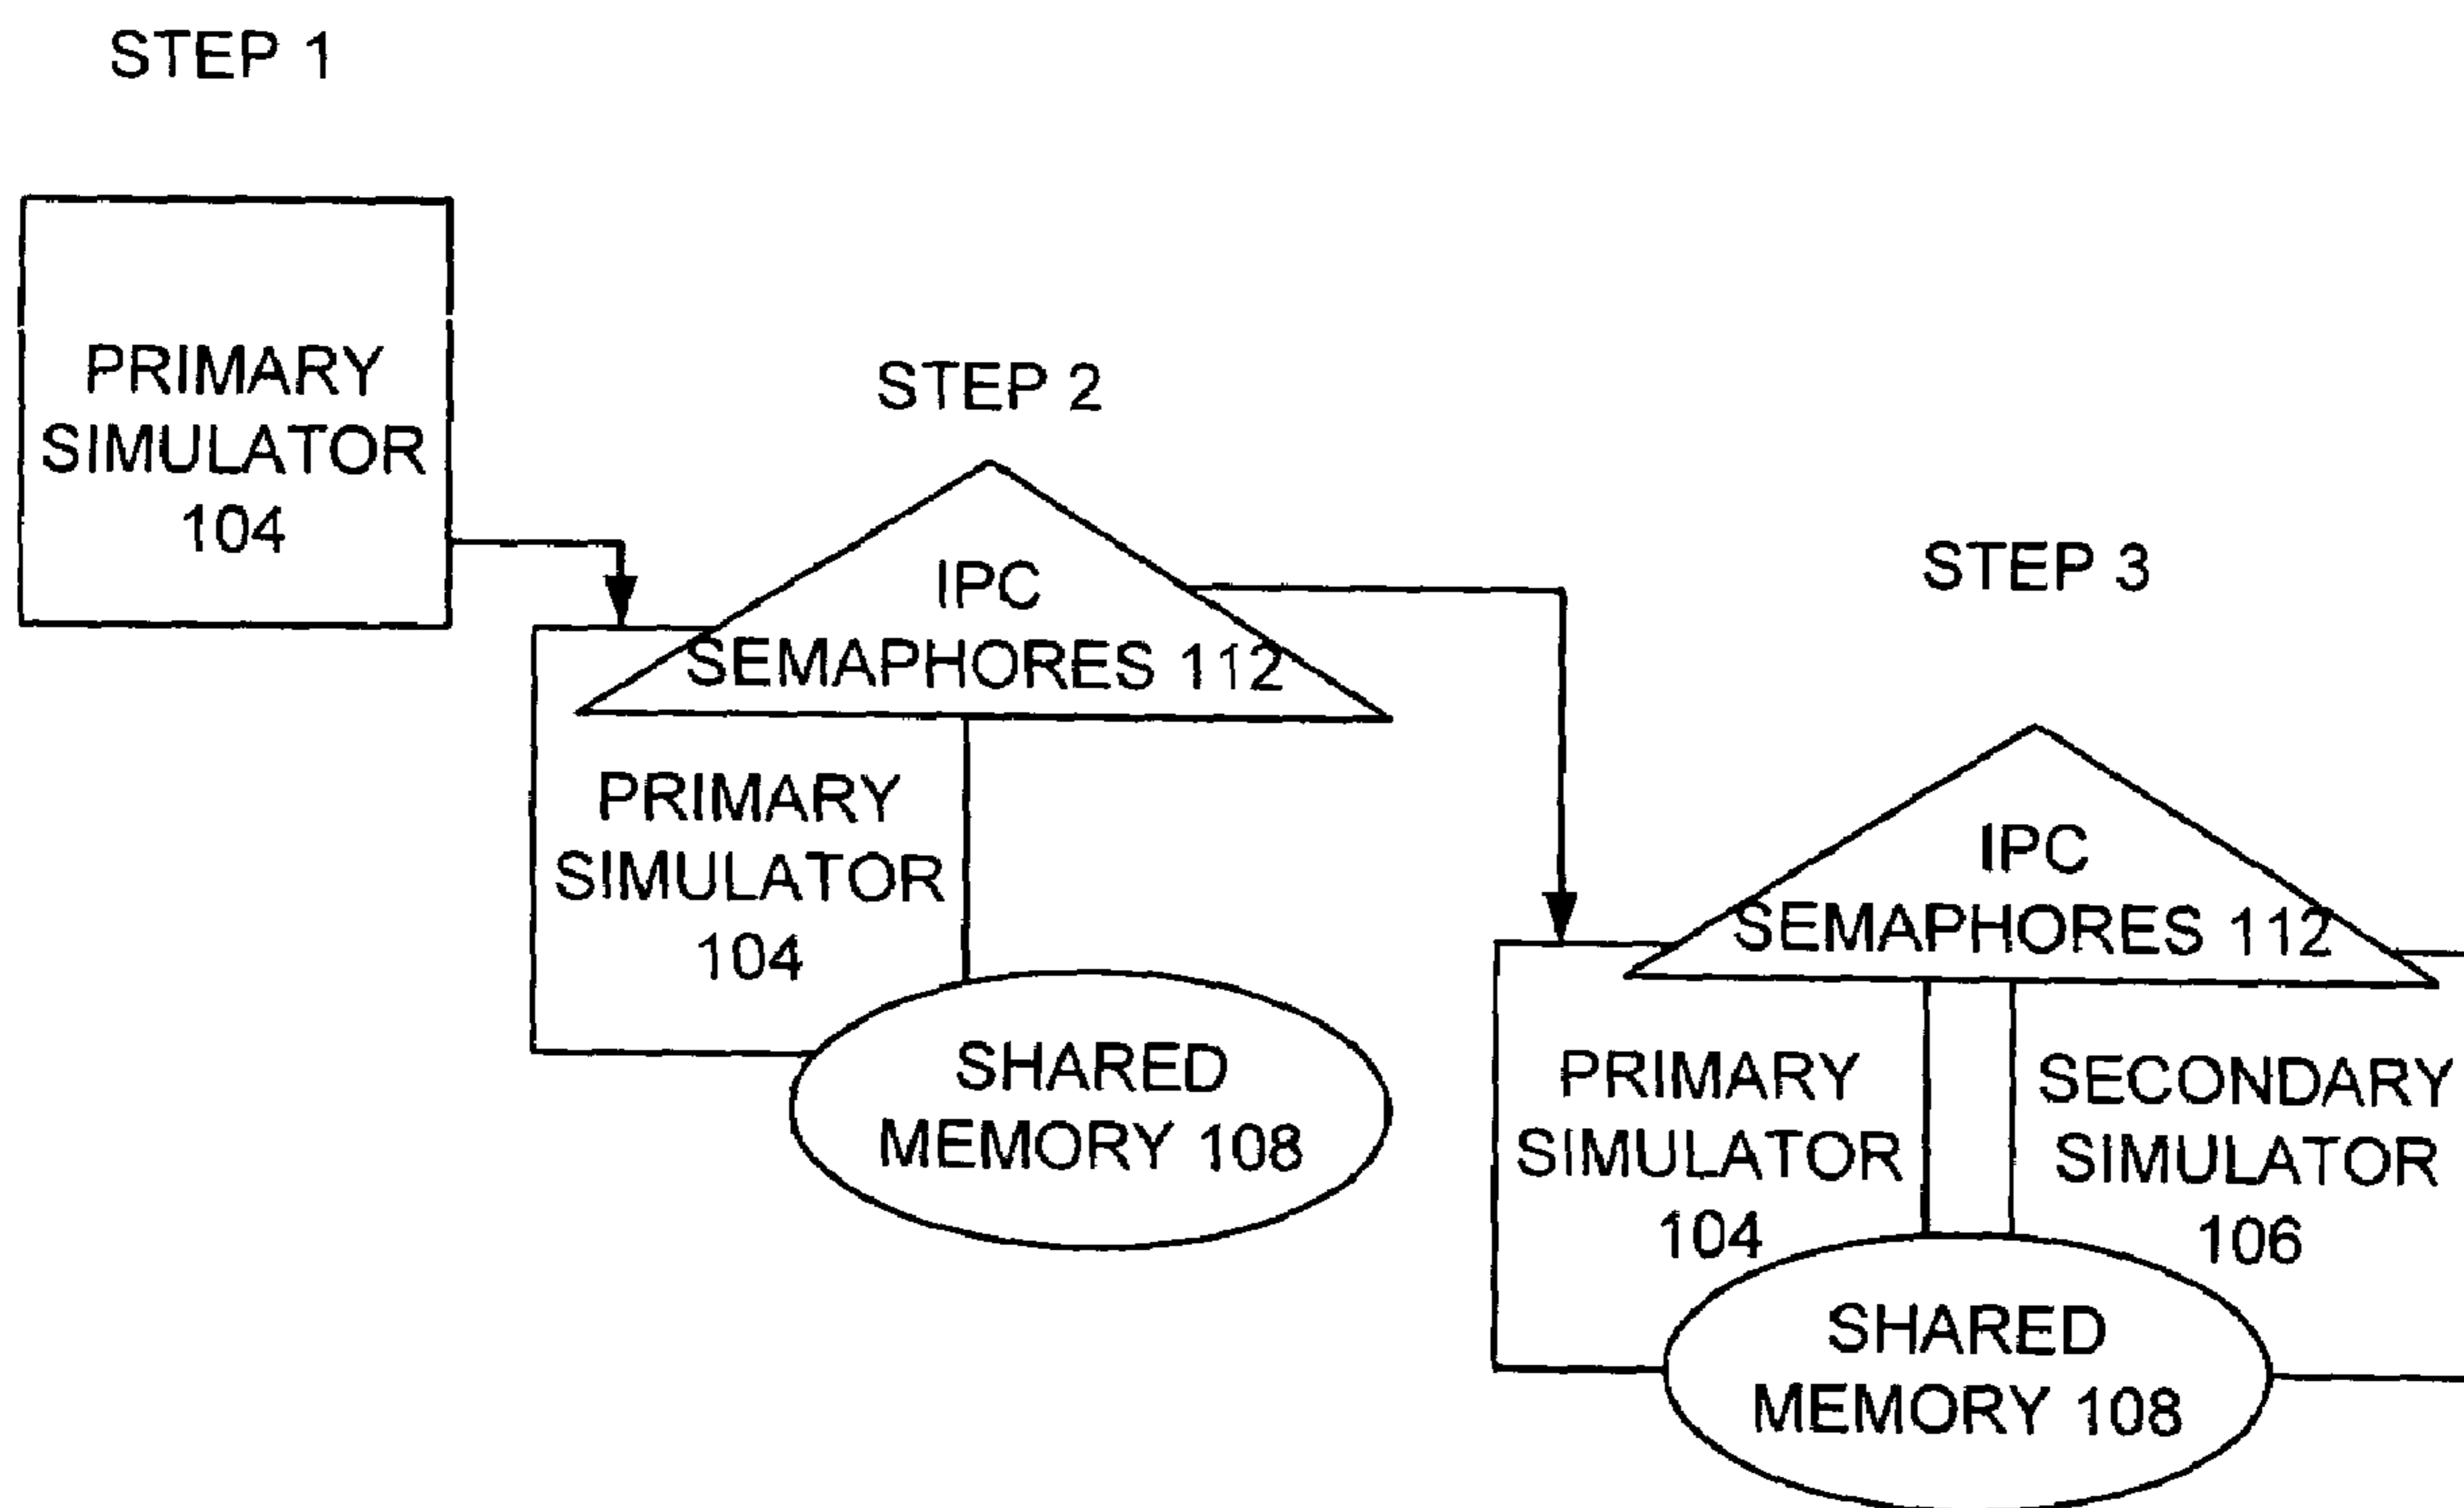 STEP 1
PRIMARY
SIMULATOR
104
STEP 2
IPC
SEMAPHORES 112
PRIMARY
SIMULATOR
104
SHARED
MEMORY 108
STEP 3
IPC
SEMAPHORES 112
PRIMARY
SIMULATOR
104
SECONDARY
SIMULATOR
106
SHARED
MEMORY 108